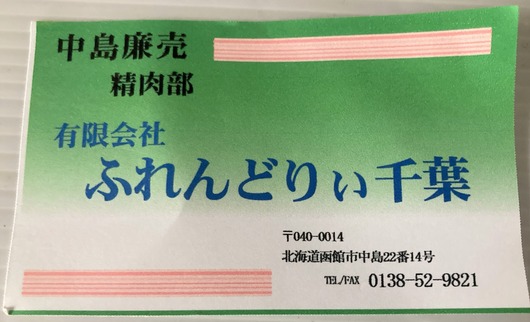 中島廉売
精肉部
有限会社
ふれんどりぃ千葉
〒040-0014
北海道函館市中島22番14号
TEL/FAX 0138-52-9821